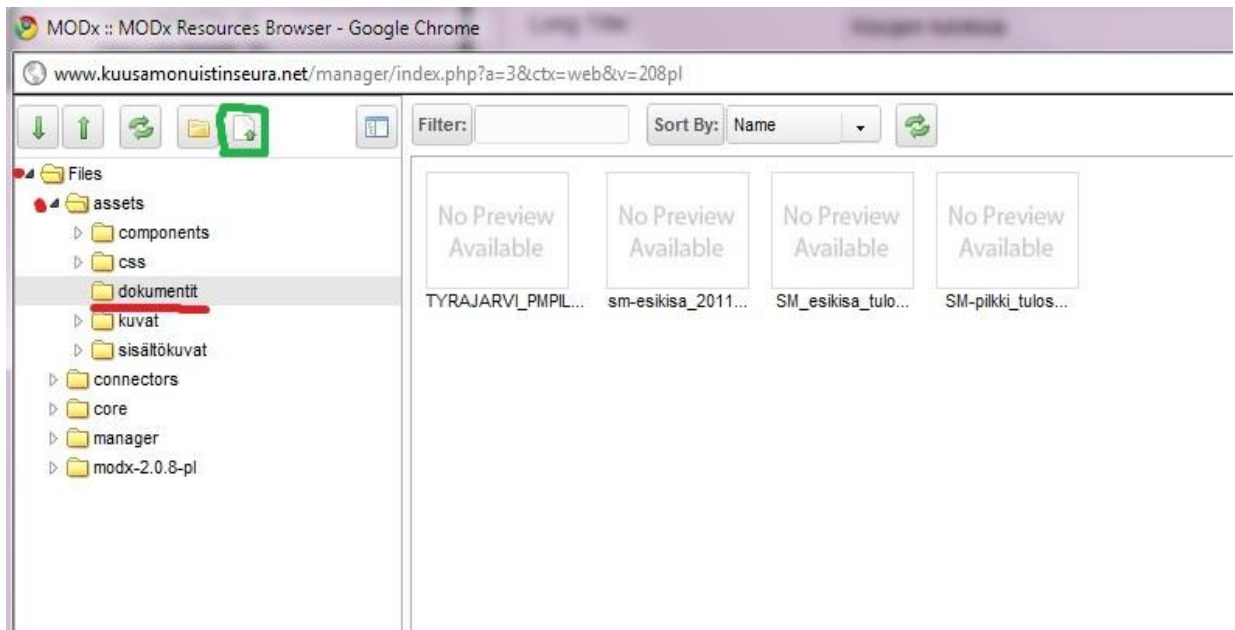 MODx :: MODx Resources Browser - Google Chrome
Long Title
www.kuusamonuistinseura.net/manager/index.php?a=3&ctx=web&v=208pl
Filter:
Sort By: Name
Files
assets
components
css
dokumentit
kuvat
sisältökuvat
connectors
core
manager
modx-2.0.8-pl
No Preview Available
No Preview Available
No Preview Available
No Preview Available
TYRAJARVI_PMPIL...
sm-esikisa_2011...
SM_esikisa_tulo...
SM-pilkki_tulos...